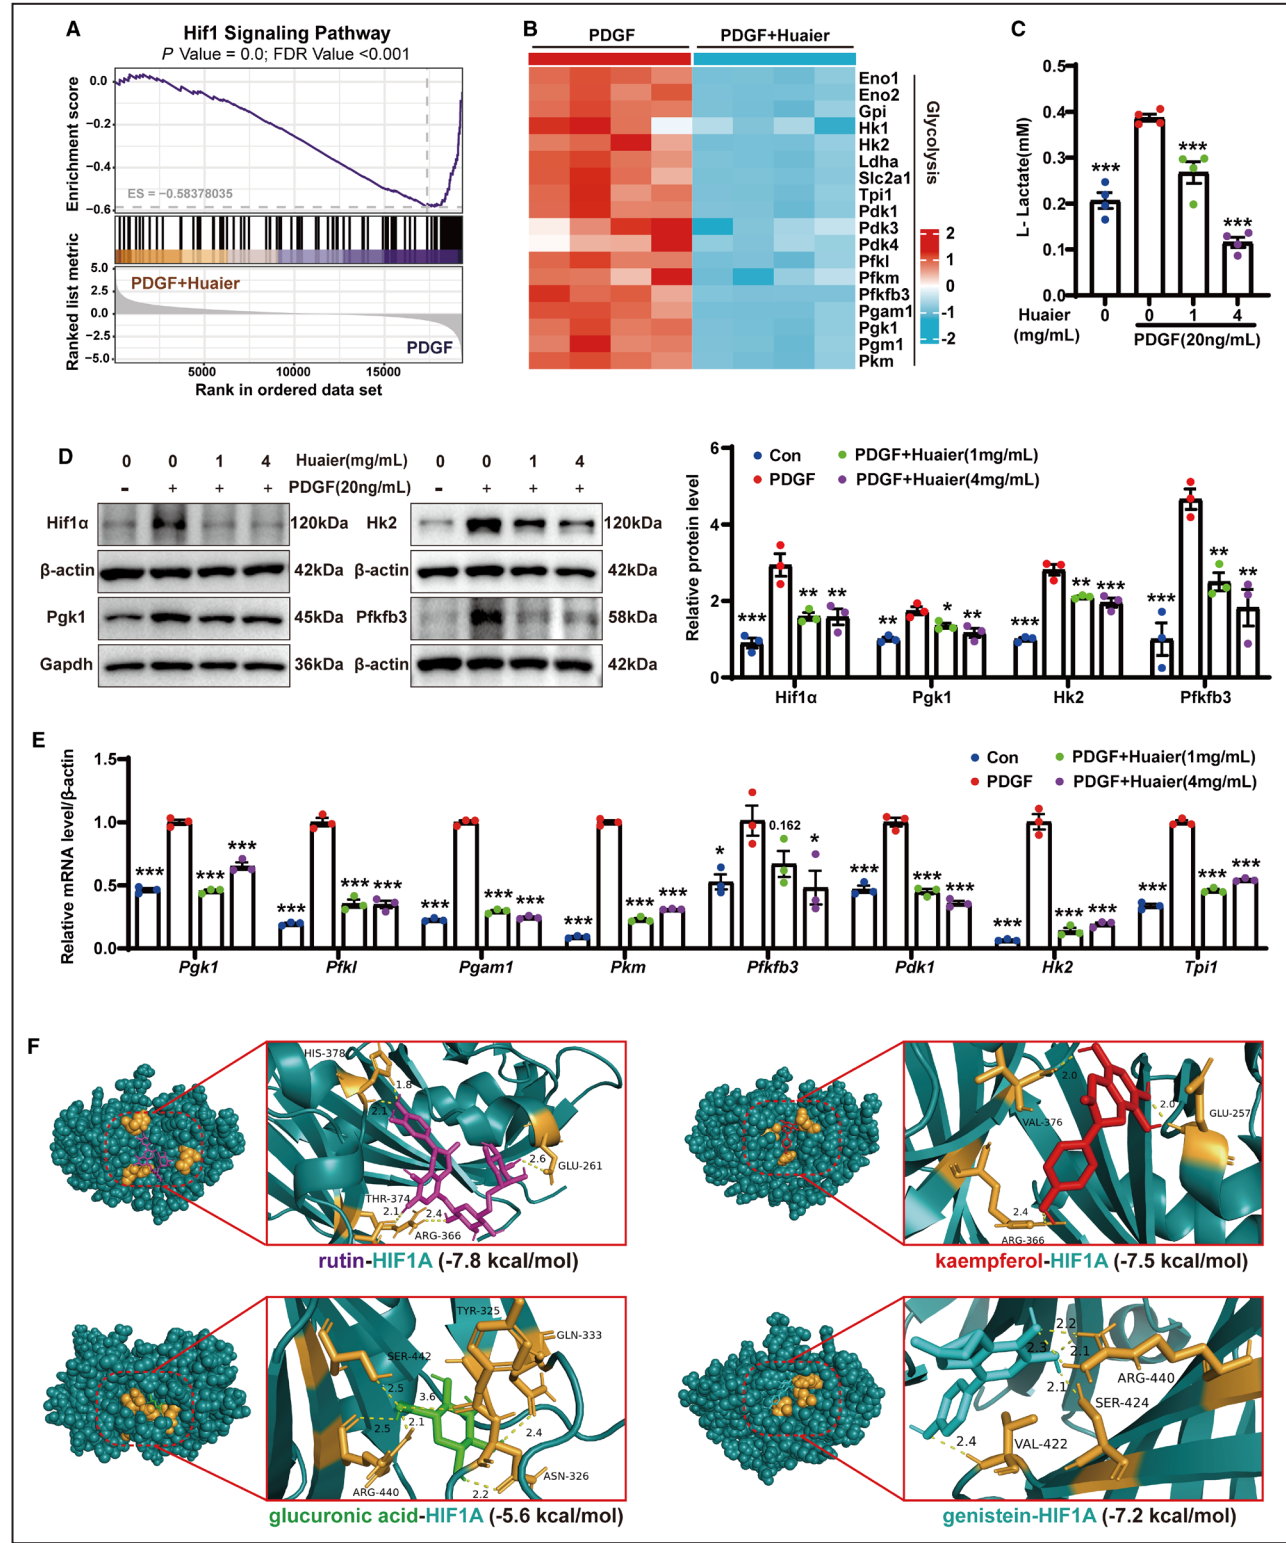 A
Hif1 Signaling Pathway
P Value = 0.0; FDR Value <0.001
Enrichment score
0.0
−0.2
−0.4
−0.6
ES = −0.58378035
Ranked list metric
5.0
2.5
0.0
−2.5
−5.0
PDGF+Huaier
PDGF
5000 10000 15000
Rank in ordered data set
B
PDGF PDGF+Huaier
Eno1
Eno2
Gpi
Hk1
Hk2
Ldha
Slc2a1
Tpi1
Pdk1
Pdk3
Pdk4
Pfkl
Pfkm
Pfkfb3
Pgam1
Pgk1
Pgm1
Pkm
Glycolysis
2
1
0
-1
-2
C
L- Lactate(mM)
0.5
0.4
0.3
0.2
0.1
0.0
*** *** ***
Huaier
(mg/mL)
0 0 1 4
PDGF(20ng/mL)
D
0 0 1 4 Huaier(mg/mL) 0 0 1 4
- + + + PDGF(20ng/mL) + + +
Hif1α 120kDa Hk2 120kDa
β-actin 42kDa β-actin 42kDa
Pgk1 45kDa Pfkfb3 58kDa
Gapdh 36kDa β-actin 42kDa
Relative protein level
6
4
2
0
Con PDGF+Huaier(1mg/mL)
PDGF PDGF+Huaier(4mg/mL)
*** ** ** ** * ** *** ** *** *** ** **
Hif1α Pgk1 Hk2 Pfkfb3
E
Relative mRNA level/β-actin
1.5
1.0
0.5
0.0
Con PDGF+Huaier(1mg/mL)
PDGF PDGF+Huaier(4mg/mL)
*** *** *** *** *** *** *** *** *** *** *** *** * 0.162 * *** *** *** *** *** *** *** *** ***
Pgk1 Pfkl Pgam1 Pkm Pfkfb3 Pdk1 Hk2 Tpi1
F
HIS-378
1.8
2.1
2.6
GLU-261
THR-374
2.1
2.4
ARG-366
rutin-HIF1A (-7.8 kcal/mol)
2.0
2.0
VAL-376
GLU-257
2.4
ARG-366
kaempferol-HIF1A (-7.5 kcal/mol)
TYR-325
GLN-333
SER-442
2.5
3.6
2.5
2.1
2.4
ASN-326
ARG-440
2.2
glucuronic acid-HIF1A (-5.6 kcal/mol)
2.2
2.3
2.1
2.1
ARG-440
SER-424
2.4
VAL-422
genistein-HIF1A (-7.2 kcal/mol)